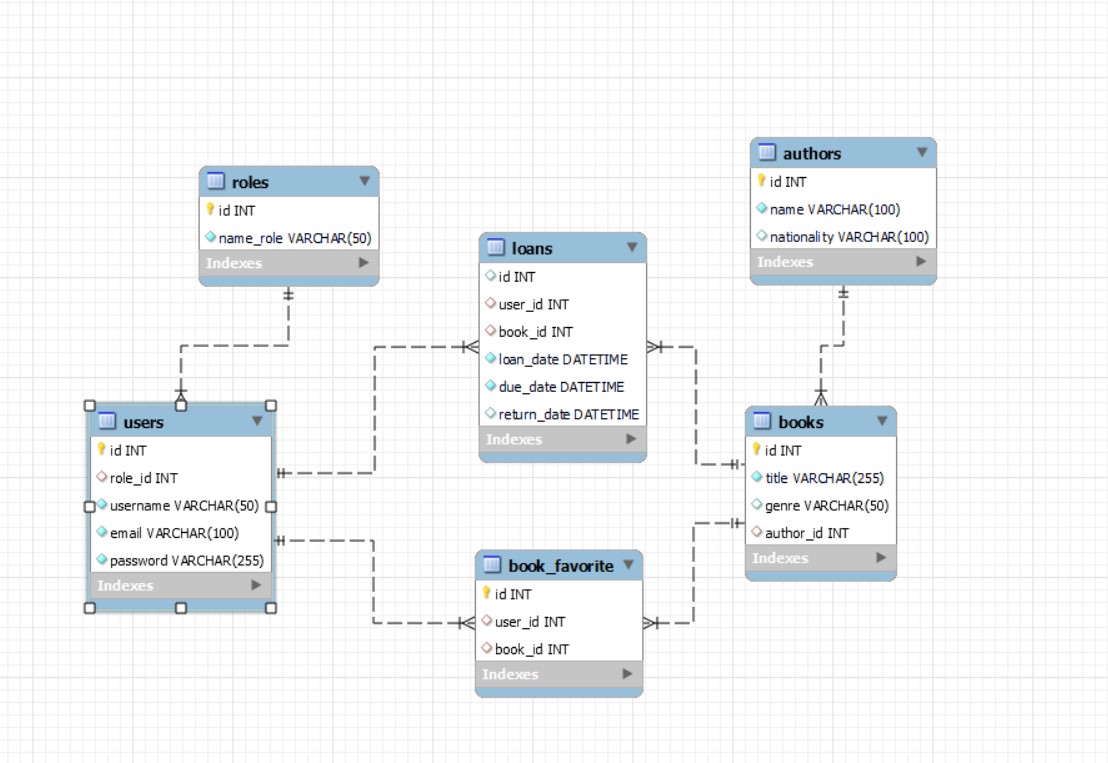 roles
id INT
name_role VARCHAR(50)
Indexes
authors
id INT
name VARCHAR(100)
nationality VARCHAR(100)
Indexes
loans
id INT
user_id INT
book_id INT
loan_date DATETIME
due_date DATETIME
return_date DATETIME
Indexes
users
id INT
role_id INT
username VARCHAR(50)
email VARCHAR(100)
password VARCHAR(255)
Indexes
books
id INT
title VARCHAR(255)
genre VARCHAR(50)
author_id INT
Indexes
book_favorite
id INT
user_id INT
book_id INT
Indexes